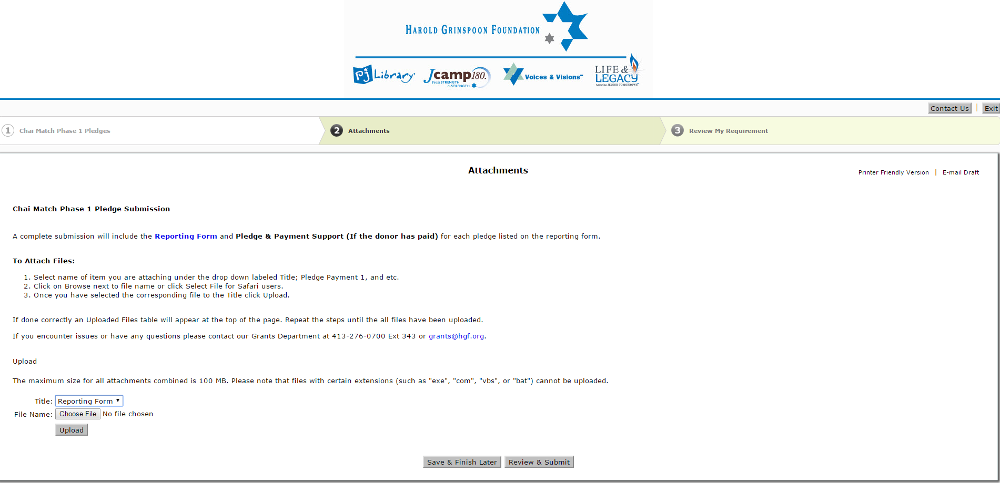 HAROLD GRINSPOON FOUNDATION
PJ Library
Jcamp180.
From STRENGTH
to STRENGTH
Voices & Visions™
LIFE &
LEGACY
Assuring JEWISH TOMORROWS
Contact Us | Exit
1 Chai Match Phase 1 Pledges
2 Attachments
3 Review My Requirement
Attachments
Printer Friendly Version | E-mail Draft
Chai Match Phase 1 Pledge Submission
A complete submission will include the Reporting Form and Pledge & Payment Support (If the donor has paid) for each pledge listed on the reporting form.
To Attach Files:
1. Select name of item you are attaching under the drop down labeled Title; Pledge Payment 1, and etc.
2. Click on Browse next to file name or click Select File for Safari users.
3. Once you have selected the corresponding file to the Title click Upload.
If done correctly an Uploaded Files table will appear at the top of the page. Repeat the steps until the all files have been uploaded.
If you encounter issues or have any questions please contact our Grants Department at 413-276-0700 Ext 343 or grants@hgf.org.
Upload
The maximum size for all attachments combined is 100 MB. Please note that files with certain extensions (such as "exe", "com", "vbs", or "bat") cannot be uploaded.
Title: Reporting Form
File Name: Choose File No file chosen
Upload
Save & Finish Later Review & Submit